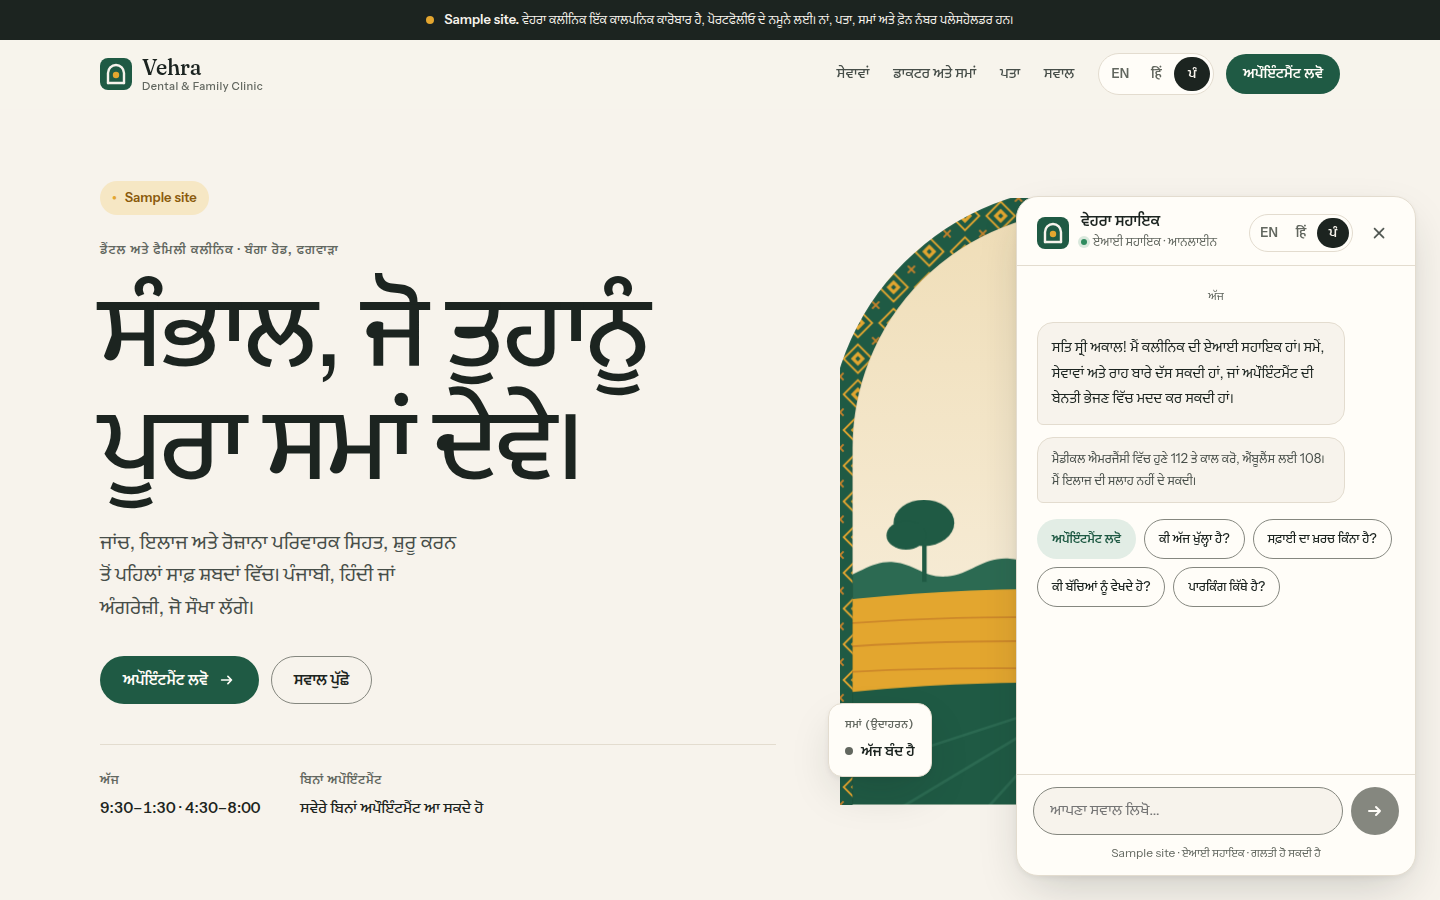 Sample site. ਵੇਹਰਾ ਕਲੀਨਿਕ ਇੱਕ ਕਾਲਪਨਿਕ ਕਾਰੋਬਾਰ ਹੈ, ਪੋਰਟਫੋਲੀਓ ਦੇ ਨਮੂਨੇ ਲਈ। ਨਾਂ, ਪਤਾ, ਸਮਾਂ ਅਤੇ ਫ਼ੋਨ ਨੰਬਰ ਪਲੇਸਹੋਲਡਰ ਹਨ।
Vehra
Dental & Family Clinic
ਸੇਵਾਵਾਂ ਡਾਕਟਰ ਅਤੇ ਸਮਾਂ ਪਤਾ ਸਵਾਲ EN हिं ਪੰ ਅਪੌਇੰਟਮੈਂਟ ਲਵੋ
Sample site
ਡੈਂਟਲ ਅਤੇ ਫੈਮਿਲੀ ਕਲੀਨਿਕ · ਬੰਗਾ ਰੋਡ, ਫਗਵਾੜਾ
ਸੰਭਾਲ, ਜੋ ਤੁਹਾਨੂੰ
ਪੂਰਾ ਸਮਾਂ ਦੇਵੇ।
ਜਾਂਚ, ਇਲਾਜ ਅਤੇ ਰੋਜ਼ਾਨਾ ਪਰਿਵਾਰਕ ਸਿਹਤ, ਸ਼ੁਰੂ ਕਰਨ
ਤੋਂ ਪਹਿਲਾਂ ਸਾਫ਼ ਸ਼ਬਦਾਂ ਵਿੱਚ। ਪੰਜਾਬੀ, ਹਿੰਦੀ ਜਾਂ
ਅੰਗਰੇਜ਼ੀ, ਜੋ ਸੌਖਾ ਲੱਗੇ।
ਅਪੌਇੰਟਮੈਂਟ ਲਵੋ
ਸਵਾਲ ਪੁੱਛੋ
ਅੱਜ
9:30–1:30 · 4:30–8:00
ਬਿਨਾਂ ਅਪੌਇੰਟਮੈਂਟ
ਸਵੇਰੇ ਬਿਨਾਂ ਅਪੌਇੰਟਮੈਂਟ ਆ ਸਕਦੇ ਹੋ
ਸਮਾਂ (ਉਦਾਹਰਨ)
ਅੱਜ ਬੰਦ ਹੈ
ਵੇਹਰਾ ਸਹਾਇਕ
ਏਆਈ ਸਹਾਇਕ · ਆਨਲਾਈਨ
EN हिं ਪੰ
ਅੱਜ
ਸਤਿ ਸ੍ਰੀ ਅਕਾਲ! ਮੈਂ ਕਲੀਨਿਕ ਦੀ ਏਆਈ ਸਹਾਇਕ ਹਾਂ। ਸਮੇਂ,
ਸੇਵਾਵਾਂ ਅਤੇ ਰਾਹ ਬਾਰੇ ਦੱਸ ਸਕਦੀ ਹਾਂ, ਜਾਂ ਅਪੌਇੰਟਮੈਂਟ ਦੀ
ਬੇਨਤੀ ਭੇਜਣ ਵਿੱਚ ਮਦਦ ਕਰ ਸਕਦੀ ਹਾਂ।
ਮੈਡੀਕਲ ਐਮਰਜੈਂਸੀ ਵਿੱਚ ਹੁਣੇ 112 ਤੇ ਕਾਲ ਕਰੋ, ਐਂਬੂਲੈਂਸ ਲਈ 108।
ਮੈਂ ਇਲਾਜ ਦੀ ਸਲਾਹ ਨਹੀਂ ਦੇ ਸਕਦੀ।
ਅਪੌਇੰਟਮੈਂਟ ਲਵੋ
ਕੀ ਅੱਜ ਖੁੱਲ੍ਹਾ ਹੈ?
ਸਫ਼ਾਈ ਦਾ ਖ਼ਰਚ ਕਿੰਨਾ ਹੈ?
ਕੀ ਬੱਚਿਆਂ ਨੂੰ ਵੇਖਦੇ ਹੋ?
ਪਾਰਕਿੰਗ ਕਿੱਥੇ ਹੈ?
ਆਪਣਾ ਸਵਾਲ ਲਿਖੋ…
Sample site · ਏਆਈ ਸਹਾਇਕ · ਗਲਤੀ ਹੋ ਸਕਦੀ ਹੈ